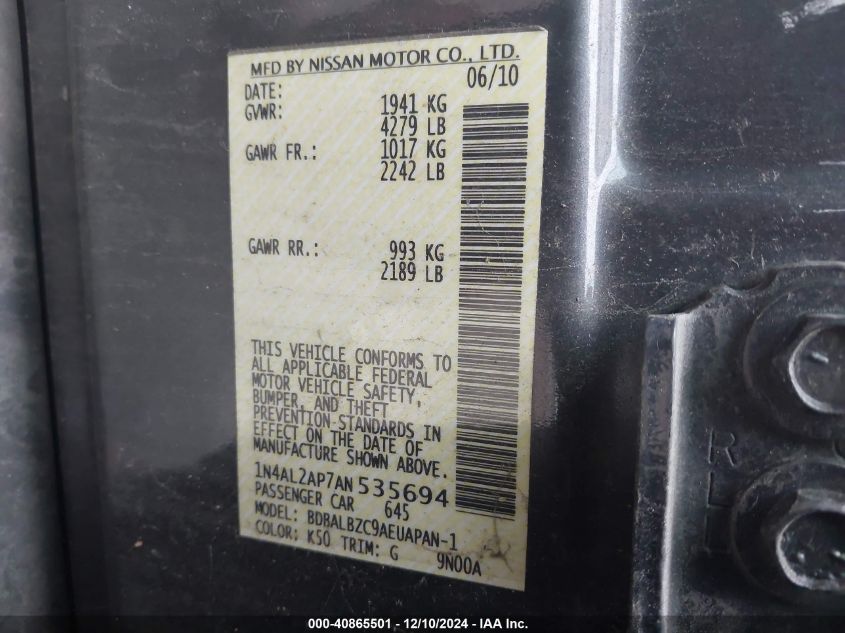 MFD BY NISSAN MOTOR CO., LTD.
DATE: 06/10
GVWR: 1941 KG
4279 LB
GAWR FR.: 1017 KG
2242 LB
GAWR RR.: 993 KG
2189 LB
THIS VEHICLE CONFORMS TO
ALL APPLICABLE FEDERAL
MOTOR VEHICLE SAFETY,
BUMPER, AND THEFT
PREVENTION STANDARDS IN
EFFECT ON THE DATE OF
MANUFACTURE SHOWN ABOVE.
1N4AL2AP7AN535694
PASSENGER CAR 645
MODEL: BDBALBZC9AEUAPAN-1
COLOR: K50 TRIM: G 9N00A
000-40865501 - 12/10/2024 - IAA Inc.